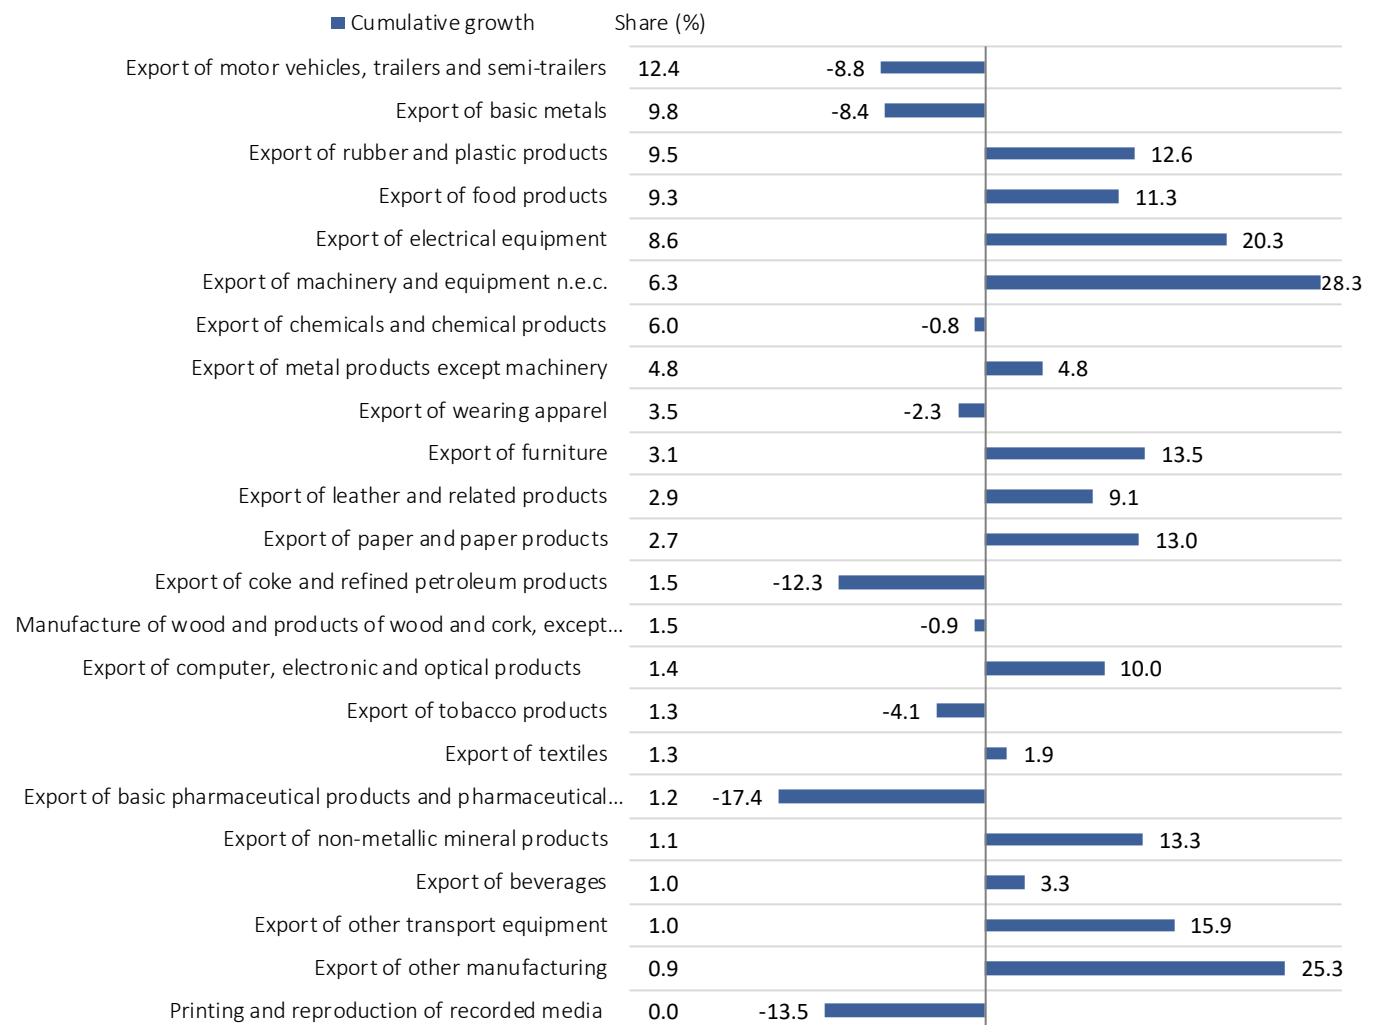 Cumulative growth Share (%)
Export of motor vehicles, trailers and semi-trailers 12.4 -8.8
Export of basic metals 9.8 -8.4
Export of rubber and plastic products 9.5 12.6
Export of food products 9.3 11.3
Export of electrical equipment 8.6 20.3
Export of machinery and equipment n.e.c. 6.3 28.3
Export of chemicals and chemical products 6.0 -0.8
Export of metal products except machinery 4.8 4.8
Export of wearing apparel 3.5 -2.3
Export of furniture 3.1 13.5
Export of leather and related products 2.9 9.1
Export of paper and paper products 2.7 13.0
Export of coke and refined petroleum products 1.5 -12.3
Manufacture of wood and products of wood and cork, except... 1.5 -0.9
Export of computer, electronic and optical products 1.4 10.0
Export of tobacco products 1.3 -4.1
Export of textiles 1.3 1.9
Export of basic pharmaceutical products and pharmaceutical... 1.2 -17.4
Export of non-metallic mineral products 1.1 13.3
Export of beverages 1.0 3.3
Export of other transport equipment 1.0 15.9
Export of other manufacturing 0.9 25.3
Printing and reproduction of recorded media 0.0 -13.5